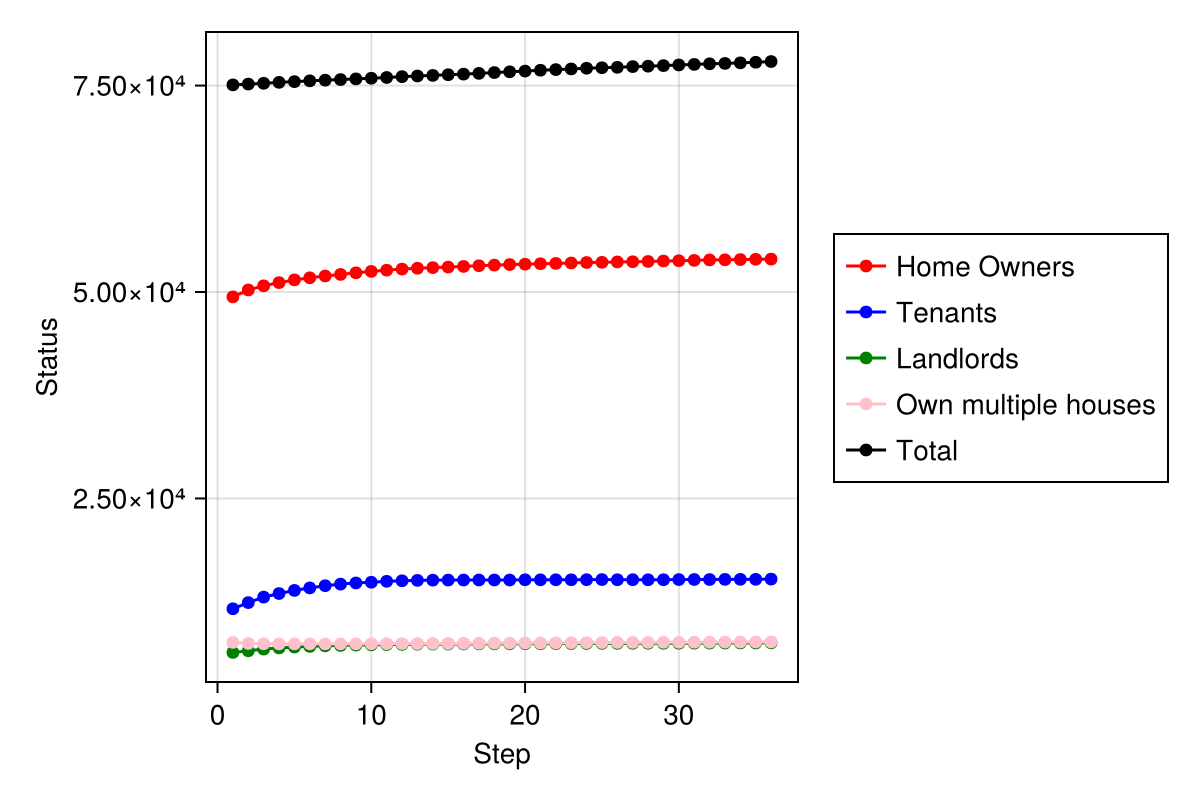 7.50×10⁴
5.00×10⁴
2.50×10⁴
Status
0 10 20 30
Step
Home Owners
Tenants
Landlords
Own multiple houses
Total